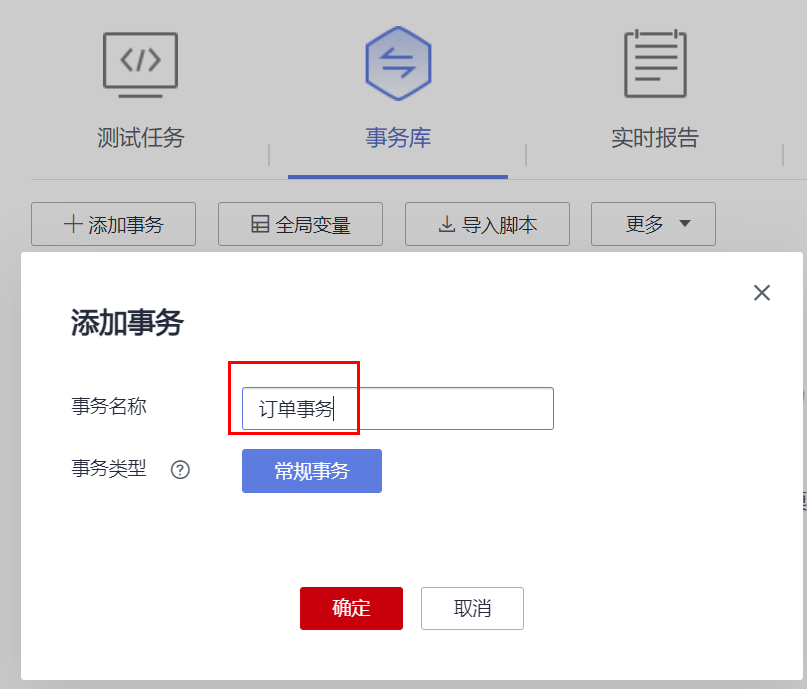 测试任务
事务库
实时报告
添加事务
全局变量
导入脚本
更多
添加事务
事务名称
订单事务
事务类型
常规事务
确定
取消